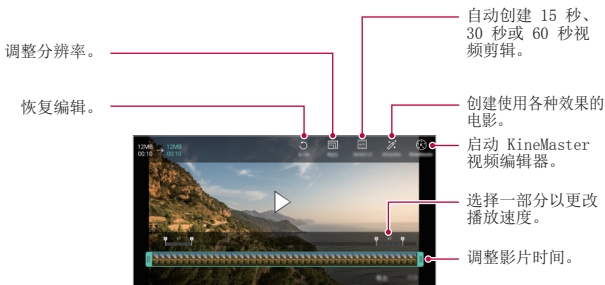 调整分辨率。
恢复编辑。
自动创建 15 秒、
30 秒或 60 秒视
频剪辑。
创建使用各种效果的
电影。
启动 KineMaster
视频编辑器。
选择一部分以更改
播放速度。
调整影片时间。
12MB
00:10
→
12MB
00:10